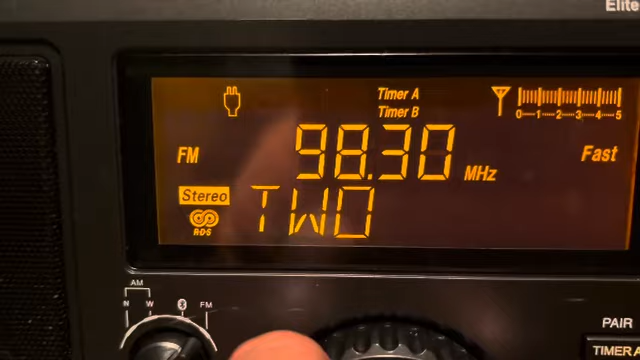 Elite
Timer A
Timer B
0 1 2 3 4 5
FM 98.30 MHz Fast
Stereo
RDS
TWO
AM
N W FM
PAIR
TIMER A